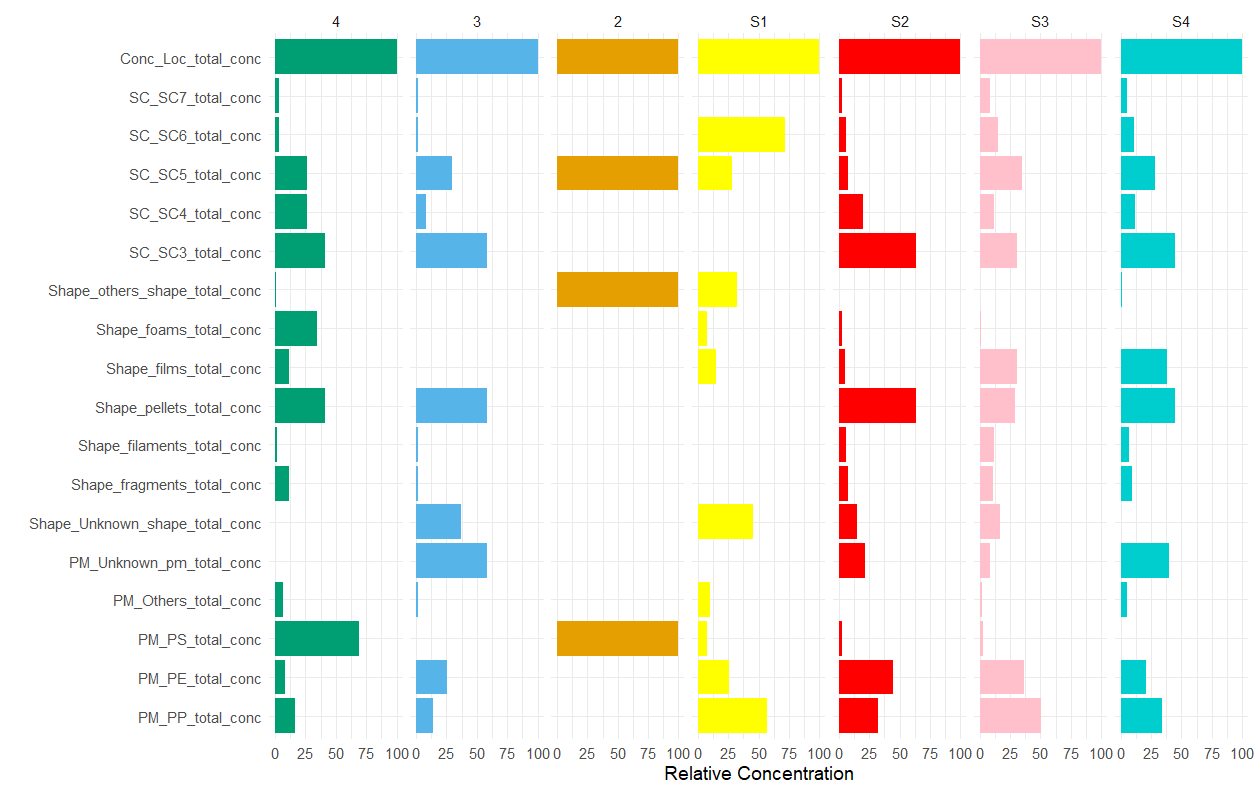 4 3 2 S1 S2 S3 S4
Conc_Loc_total_conc
SC_SC7_total_conc
SC_SC6_total_conc
SC_SC5_total_conc
SC_SC4_total_conc
SC_SC3_total_conc
Shape_others_shape_total_conc
Shape_foams_total_conc
Shape_films_total_conc
Shape_pellets_total_conc
Shape_filaments_total_conc
Shape_fragments_total_conc
Shape_Unknown_shape_total_conc
PM_Unknown_pm_total_conc
PM_Others_total_conc
PM_PS_total_conc
PM_PE_total_conc
PM_PP_total_conc
0 25 50 75 100 0 25 50 75 100 0 25 50 75 100 0 25 50 75 100 0 25 50 75 100 0 25 50 75 100 0 25 50 75 100
Relative Concentration